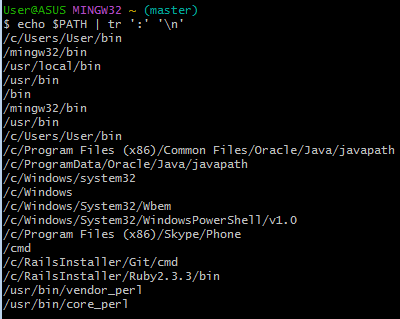 User@ASUS MINGW32 ~ (master)
$ echo $PATH | tr ':' '\n'
/c/Users/User/bin
/mingw32/bin
/usr/local/bin
/usr/bin
/bin
/mingw32/bin
/usr/bin
/c/Users/User/bin
/c/Program Files (x86)/Common Files/Oracle/Java/javapath
/c/ProgramData/Oracle/Java/javapath
/c/Windows/system32
/c/Windows
/c/Windows/System32/Wbem
/c/Windows/System32/WindowsPowerShell/v1.0
/c/Program Files (x86)/Skype/Phone
/cmd
/c/RailsInstaller/Git/cmd
/c/RailsInstaller/Ruby2.3.3/bin
/usr/bin/vendor_perl
/usr/bin/core_perl